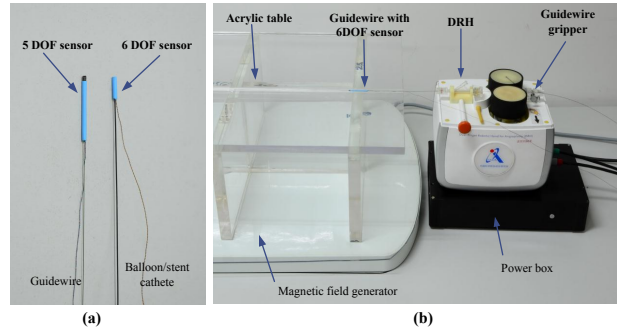 5 DOF sensor
6 DOF sensor
Guidewire
Balloon/stent
cathete
(a)
Acrylic table
Guidewire with
6DOF sensor
DRH
Guidewire
gripper
Magnetic field generator
Power box
(b)